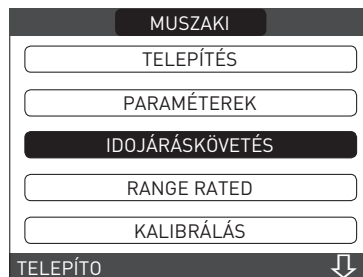 MUSZAKI
TELEPÍTÉS
PARAMÉTEREK
IDOJÁRÁSKÖVETÉS
RANGE RATED
KALIBRÁLÁS
TELEPÍTO